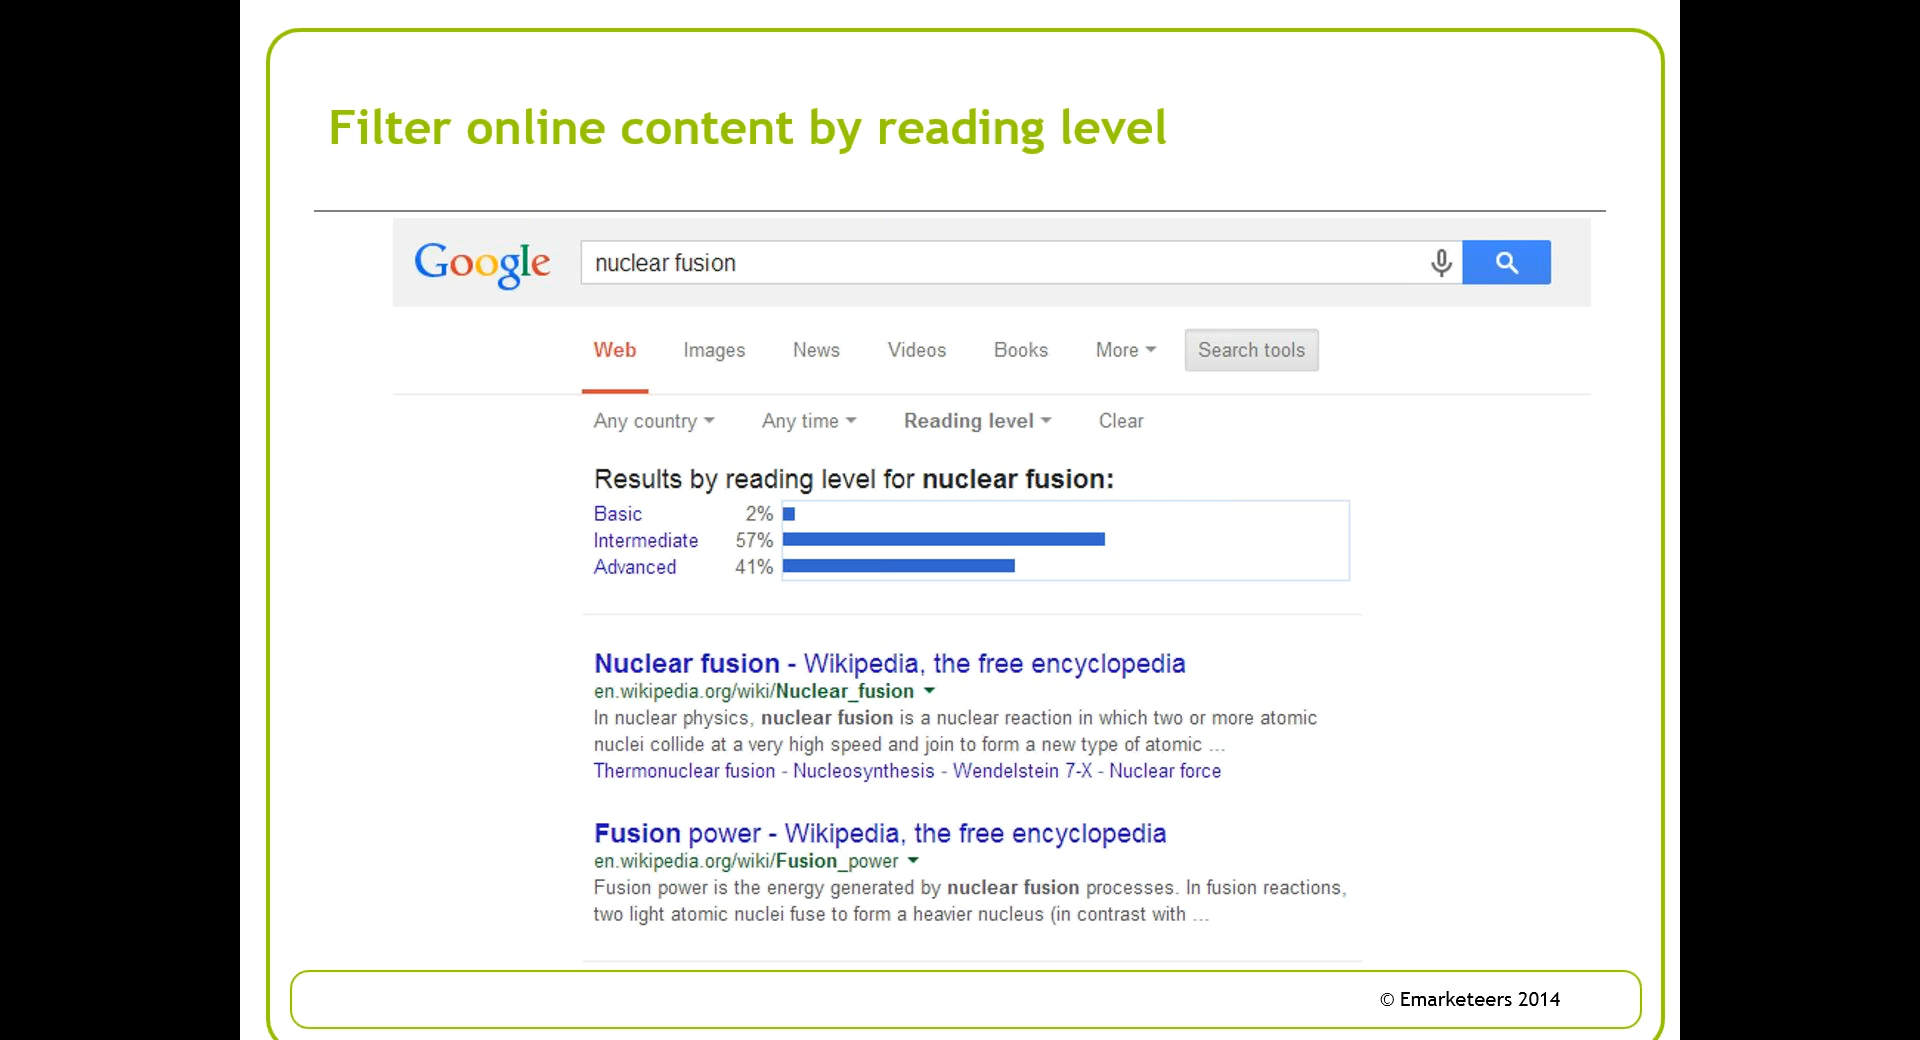 Filter online content by reading level
Google nuclear fusion
Web Images News Videos Books More Search tools
Any country Any time Reading level Clear
Results by reading level for nuclear fusion:
Basic 2%
Intermediate 57%
Advanced 41%
Nuclear fusion - Wikipedia, the free encyclopedia
en.wikipedia.org/wiki/Nuclear_fusion
In nuclear physics, nuclear fusion is a nuclear reaction in which two or more atomic
nuclei collide at a very high speed and join to form a new type of atomic ...
Thermonuclear fusion - Nucleosynthesis - Wendelstein 7-X - Nuclear force
Fusion power - Wikipedia, the free encyclopedia
en.wikipedia.org/wiki/Fusion_power
Fusion power is the energy generated by nuclear fusion processes. In fusion reactions,
two light atomic nuclei fuse to form a heavier nucleus (in contrast with ...
© Emarketeers 2014